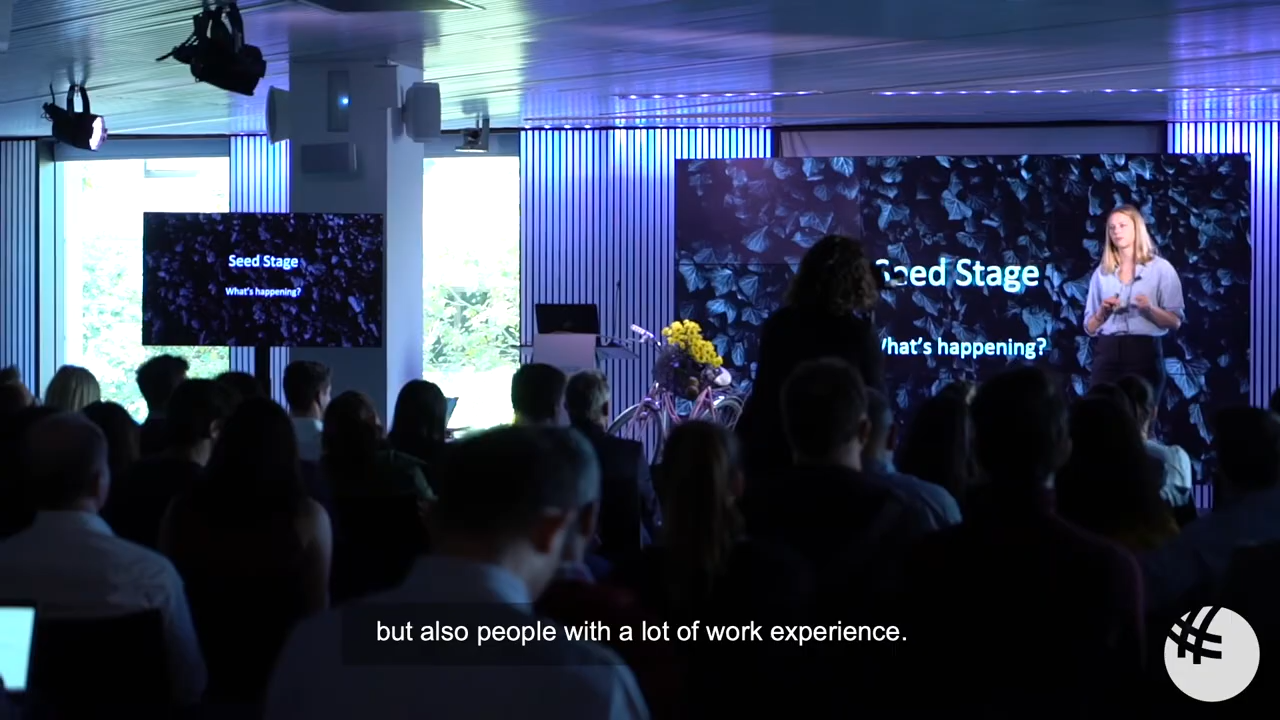 Seed Stage
What's happening?
Seed Stage
What's happening?
but also people with a lot of work experience.